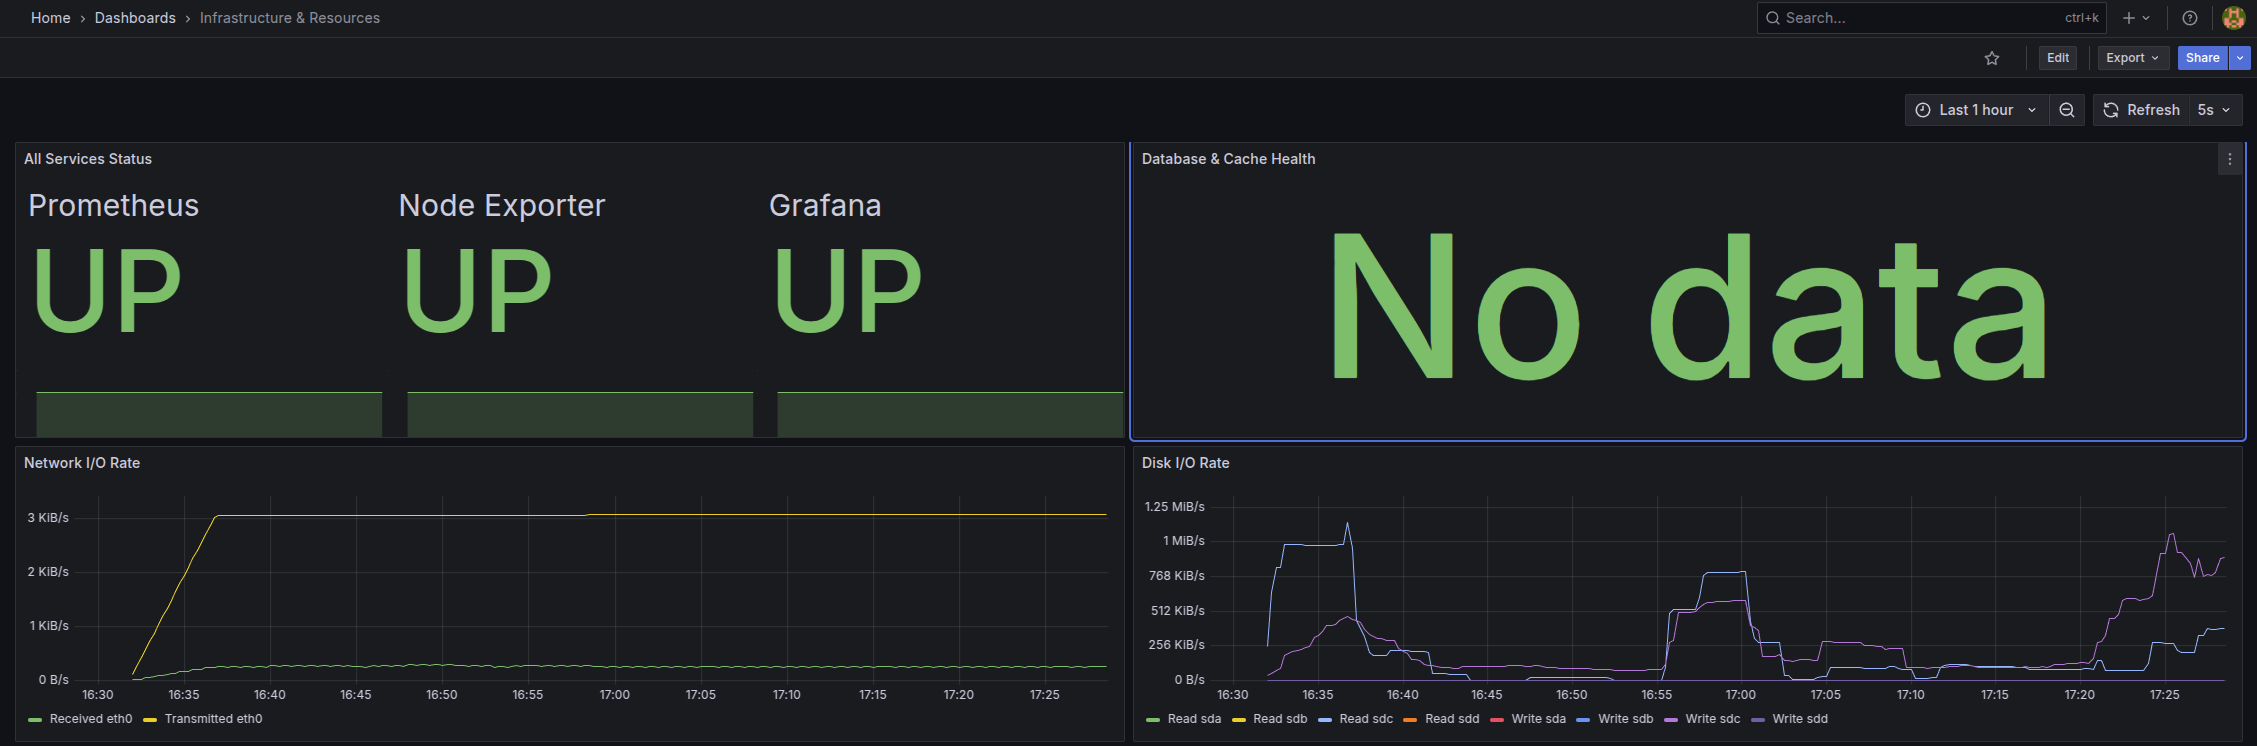 Home › Dashboards › Infrastructure & Resources
Search... ctrl+k
Edit Export Share
Last 1 hour Refresh 5s
All Services Status
Prometheus Node Exporter Grafana
UP UP UP
Database & Cache Health
No data
Network I/O Rate
3 KiB/s
2 KiB/s
1 KiB/s
0 B/s
16:30 16:35 16:40 16:45 16:50 16:55 17:00 17:05 17:10 17:15 17:20 17:25
Received eth0 Transmitted eth0
Disk I/O Rate
1.25 MiB/s
1 MiB/s
768 KiB/s
512 KiB/s
256 KiB/s
0 B/s
16:30 16:35 16:40 16:45 16:50 16:55 17:00 17:05 17:10 17:15 17:20 17:25
Read sda Read sdb Read sdc Read sdd Write sda Write sdb Write sdc Write sdd